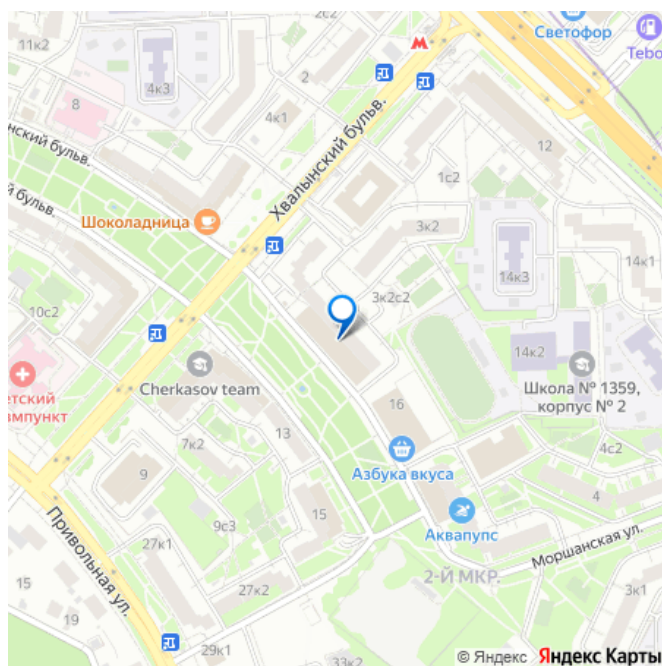 2с2
11к2
Светофор
Tebo
4к3
2
8
4к1
12
нский бульв.
Хвалынский бульв.
1с2
й бульв.
Шоколадница
3к2
14к1
14к3
3к2с2
10с2
14к2
Cherkasov team
Школа № 1359,
корпус № 2
етский
мпункт
16
13
7к2
4с2
9
Азбука вкуса
4
9с3
15
Аквапупс
Моршанская ул.
Привольная ул.
27к1
2-Й МКР.
15
27к2
3к1
19
29к1
33к2
© Яндекс Яндекс Карты